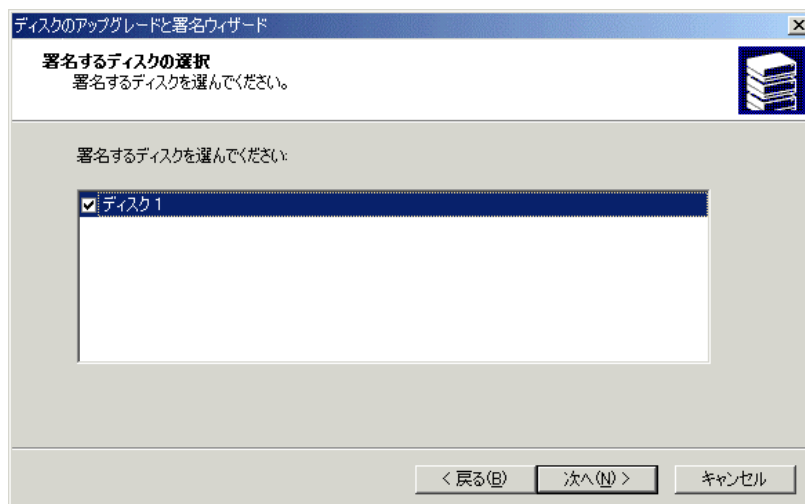 ディスクのアップグレードと署名ウィザード
署名するディスクの選択
署名するディスクを選んでください。
署名するディスクを選んでください:
ディスク 1
< 戻る(B)
次へ(N) >
キャンセル